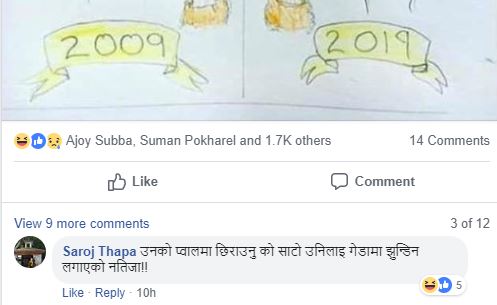 2009 2019
Ajoy Subba, Suman Pokharel and 1.7K others 14 Comments
Like Comment
View 9 more comments 3 of 12
Saroj Thapa उनको प्वालमा छिराउनु को साटो उनिलाइ गेडामा झुन्डिन
लगाएको नतिजा!!
5
Like · Reply · 10h